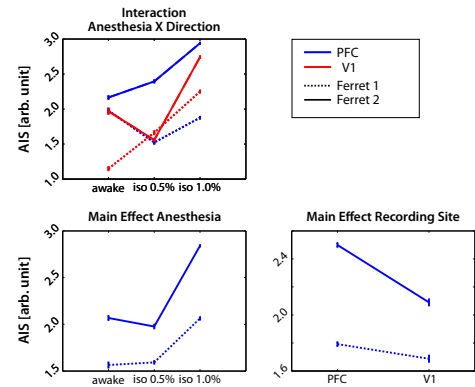 Interaction
Anesthesia X Direction
AIS [arb. unit]
3.0
2.5
2.0
1.5
1.0
awake iso 0.5% iso 1.0%
PFC
V1
Ferret 1
Ferret 2
Main Effect Anesthesia
AIS [arb. unit]
3.0
2.5
2.0
1.5
awake iso 0.5% iso 1.0%
Main Effect Recording Site
2.4
2.0
1.6
PFC V1